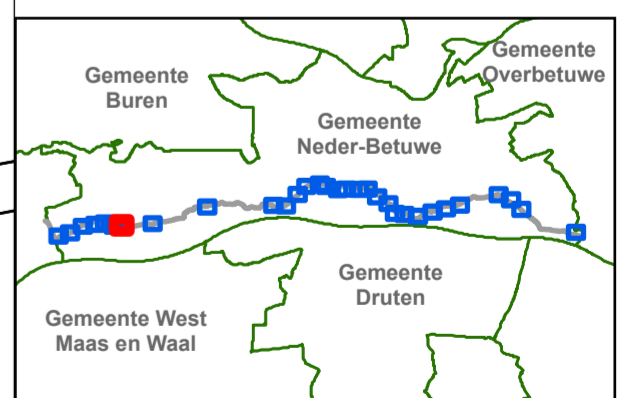 Gemeente
Overbetuwe
Gemeente
Buren
Gemeente
Neder-Betuwe
Gemeente
Druten
Gemeente West
Maas en Waal